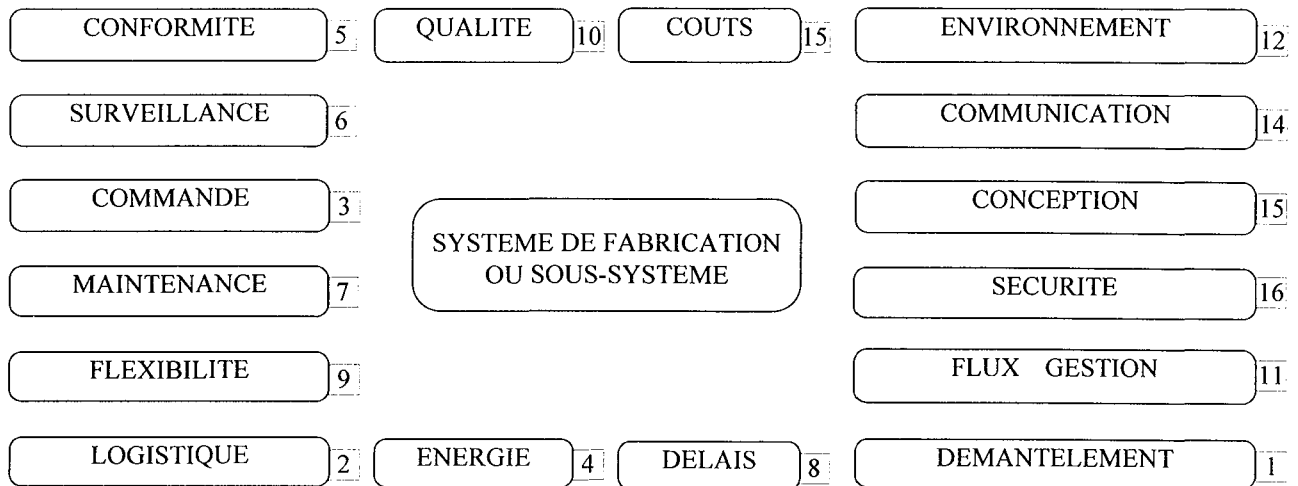 CONFORMITE 5 QUALITE 10 COUTS 15 ENVIRONNEMENT 12
SURVEILLANCE 6 COMMUNICATION 14
COMMANDE 3 CONCEPTION 15
SYSTEME DE FABRICATION
OU SOUS-SYSTEME
MAINTENANCE 7 SECURITE 16
FLEXIBILITE 9 FLUX GESTION 11
LOGISTIQUE 2 ENERGIE 4 DELAIS 8 DEMANTELEMENT 1